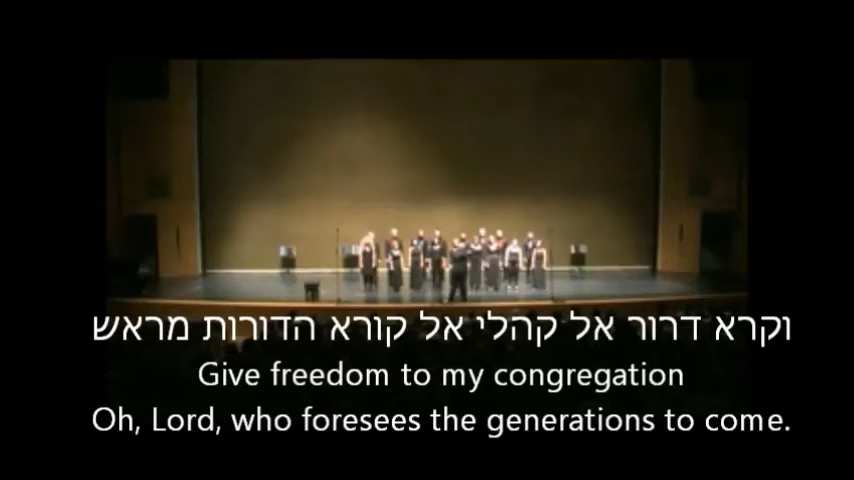 וקרא דרור אל קהלי אל קורא הדורות מראש
Give freedom to my congregation
Oh, Lord, who foresees the generations to come.